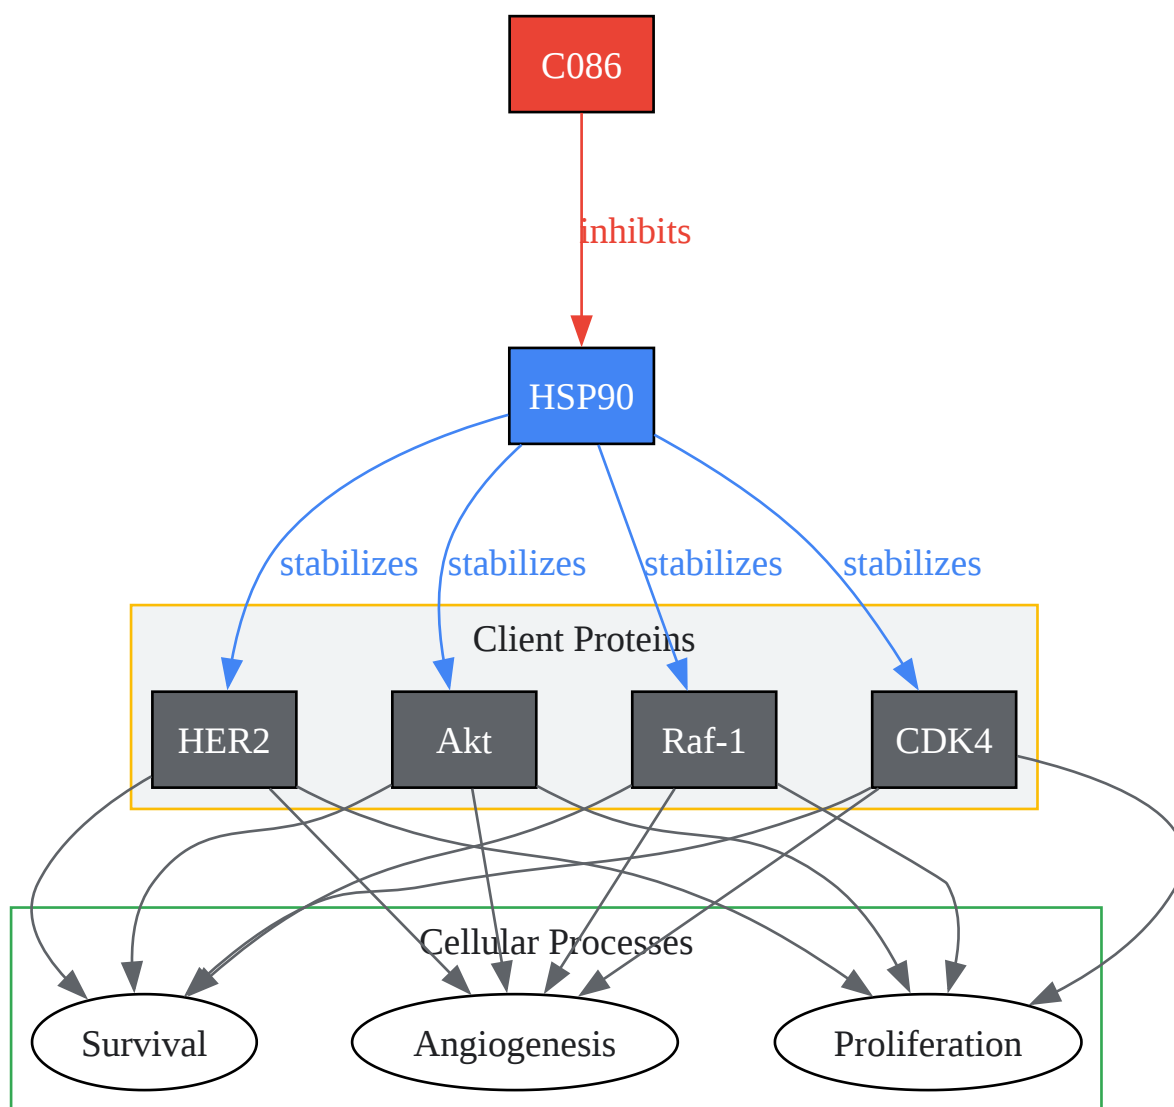 C086
inhibits
HSP90
stabilizes
stabilizes
stabilizes
stabilizes
Client Proteins
HER2
Akt
Raf-1
CDK4
Cellular Processes
Survival
Angiogenesis
Proliferation